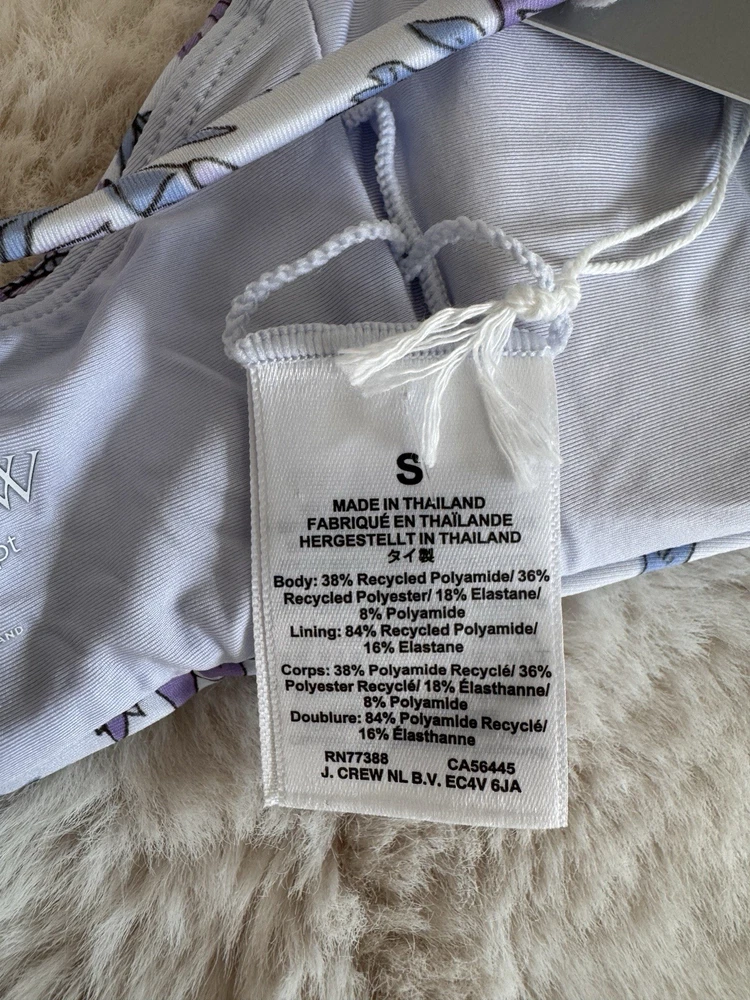 S
MADE IN THAILAND
FABRIQUÉ EN THAÏLANDE
HERGESTELLT IN THAILAND
タイ製
Body: 38% Recycled Polyamide/ 36%
Recycled Polyester/ 18% Elastane/
8% Polyamide
Lining: 84% Recycled Polyamide/
16% Elastane
Corps: 38% Polyamide Recyclé/ 36%
Polyester Recyclé/ 18% Élasthanne/
8% Polyamide
Doublure: 84% Polyamide Recyclé/
16% Élasthanne
RN77388 CA56445
J. CREW NL B.V. EC4V 6JA